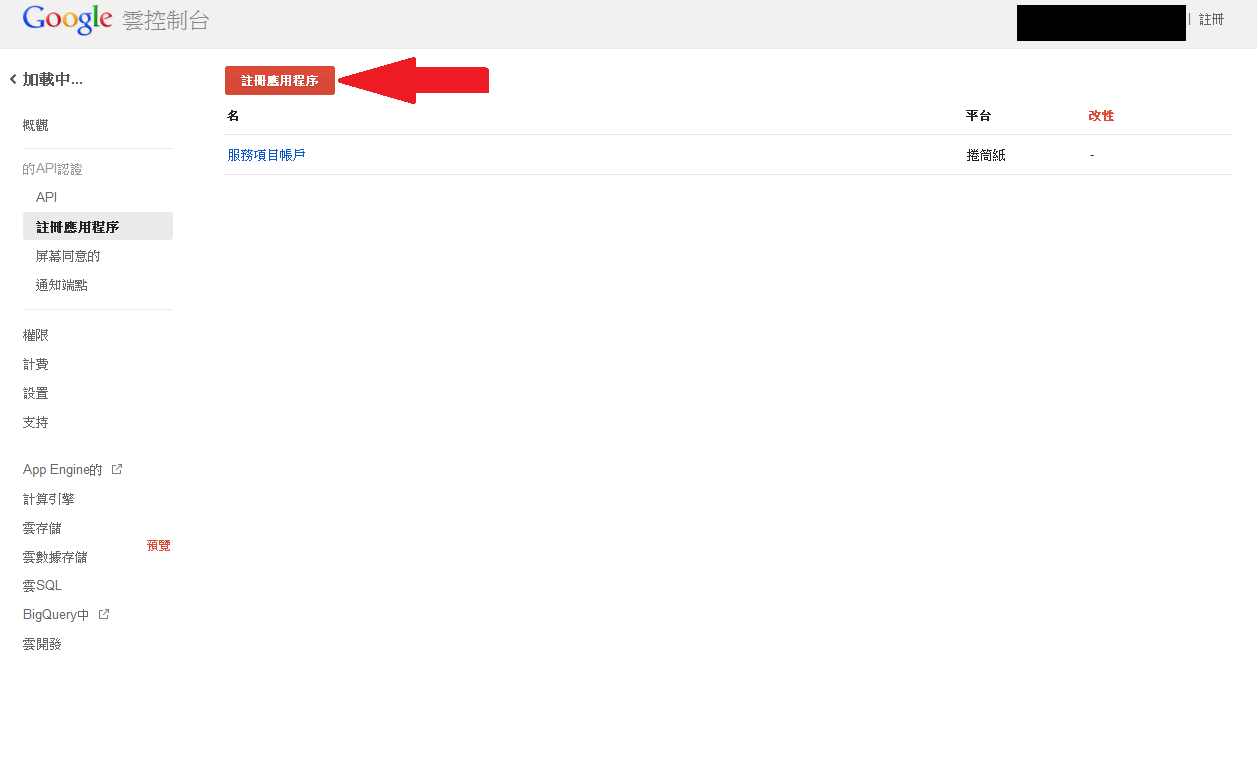 Google 雲控制台
註冊
加載中...
註冊應用程序
名 平台 改性
概觀
服務項目帳戶 捲筒紙 -
的API認證
API
註冊應用程序
屏幕同意的
通知端點
權限
計費
設置
支持
App Engine的
計算引擎
雲存儲
預覽
雲數據存儲
雲SQL
BigQuery中
雲開發